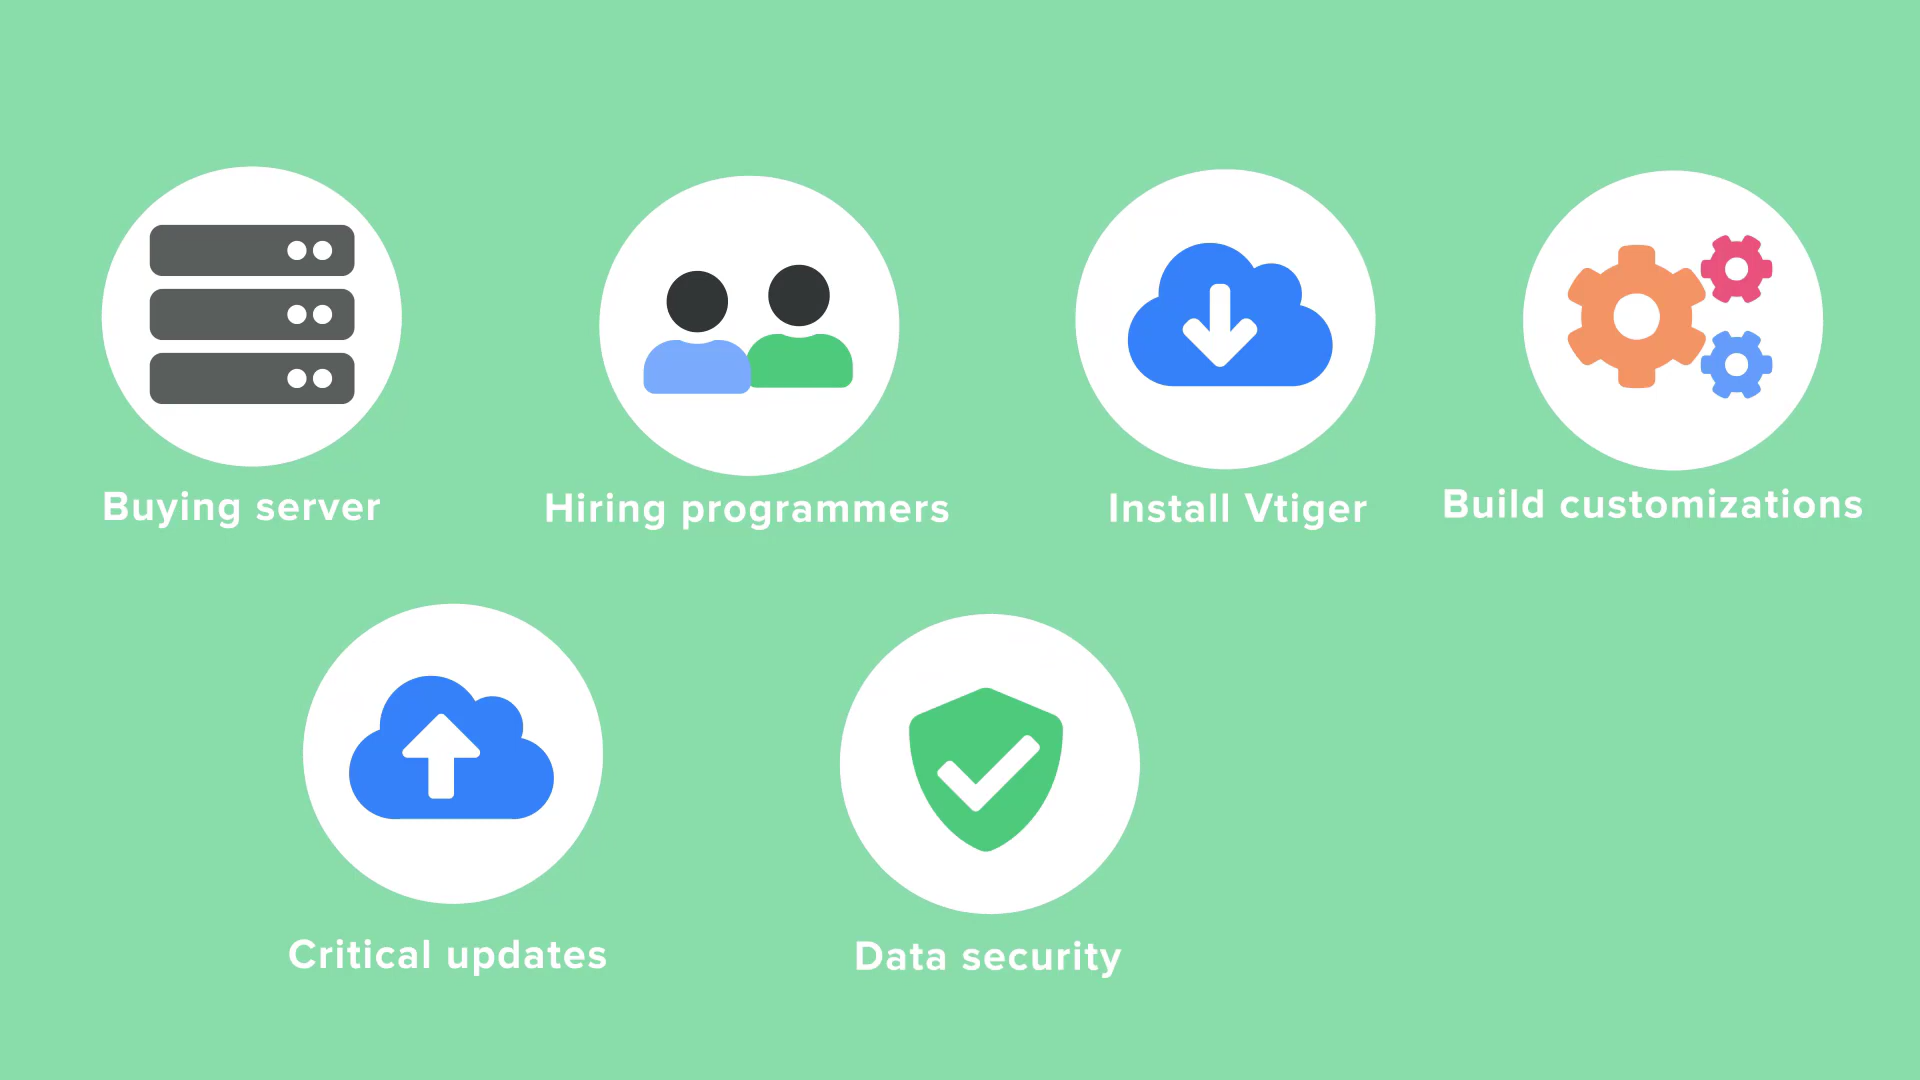 Buying server
Hiring programmers
Install Vtiger
Build customizations
Critical updates
Data security